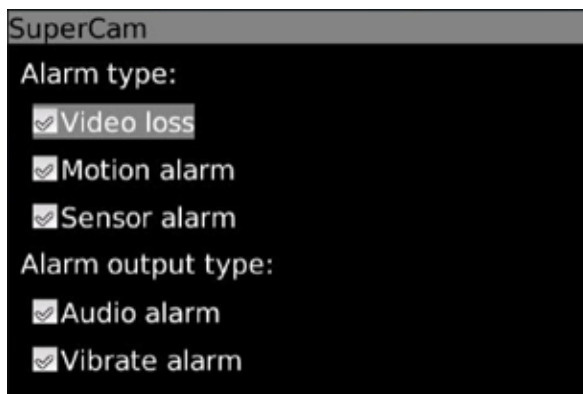 SuperCam
Alarm type:
Video loss
Motion alarm
Sensor alarm
Alarm output type:
Audio alarm
Vibrate alarm